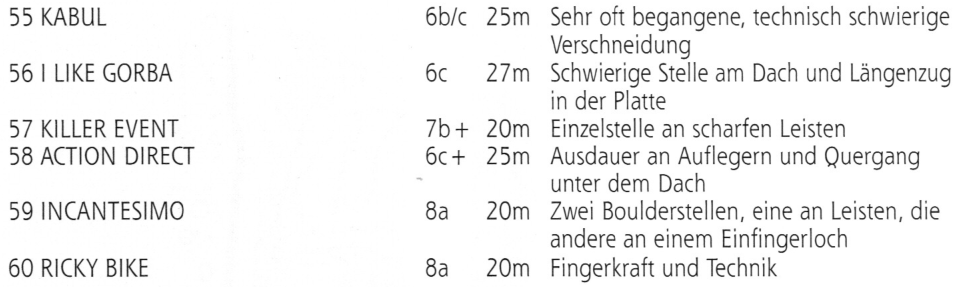 55 KABUL 6b/c 25m Sehr oft begangene, technisch schwierige
Verschneidung
56 I LIKE GORBA 6c 27m Schwierige Stelle am Dach und Längenzug
in der Platte
57 KILLER EVENT 7b+ 20m Einzelstelle an scharfen Leisten
58 ACTION DIRECT 6c+ 25m Ausdauer an Auflegern und Quergang
unter dem Dach
59 INCANTESIMO 8a 20m Zwei Boulderstellen, eine an Leisten, die
andere an einem Einfingerloch
60 RICKY BIKE 8a 20m Fingerkraft und Technik